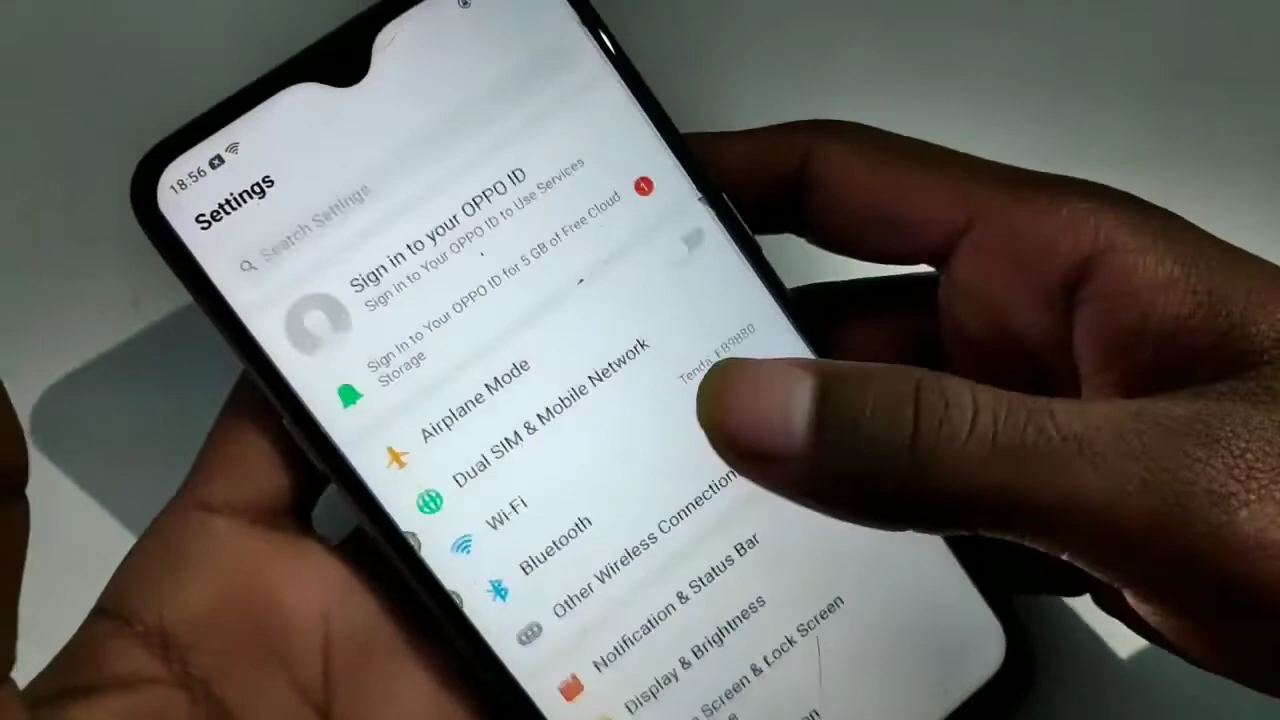 18:56
Settings
Search Settings
Sign in to your OPPO ID
Sign In to Your OPPO ID to Use Services
Sign In to Your OPPO ID for 5 GB of Free Cloud
Storage
1
Airplane Mode
Dual SIM & Mobile Network
Wi-Fi
Tenda_F89880
Bluetooth
Other Wireless Connection
Notification & Status Bar
Display & Brightness
Screen & Lock Screen